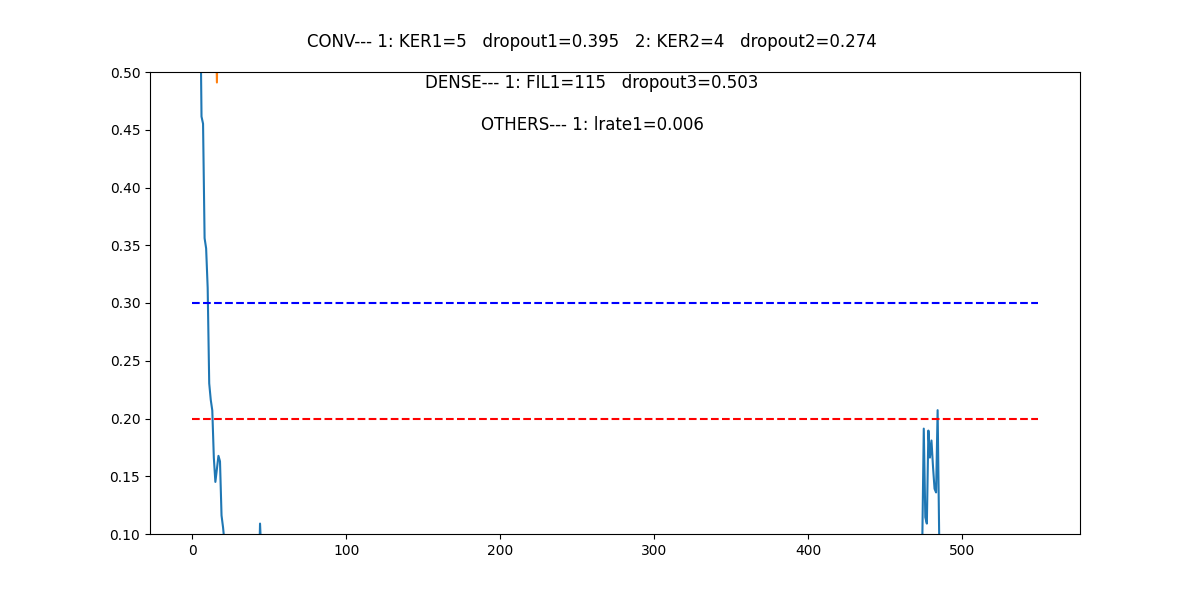 CONV--- 1: KER1=5   dropout1=0.395   2: KER2=4   dropout2=0.274
DENSE--- 1: FIL1=115   dropout3=0.503
OTHERS--- 1: lrate1=0.006
0.50
0.45
0.40
0.35
0.30
0.25
0.20
0.15
0.10
0 100 200 300 400 500